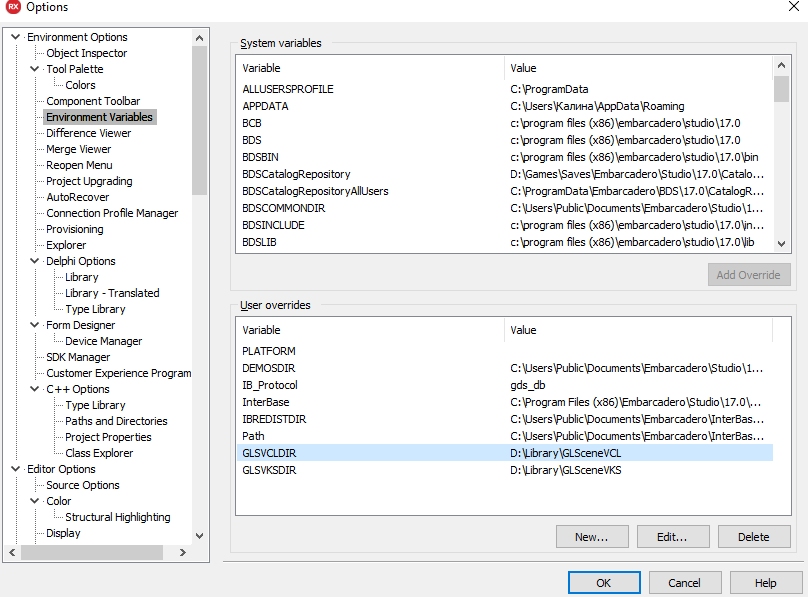 RX Options
Environment Options
Object Inspector
Tool Palette
Colors
Component Toolbar
Environment Variables
Difference Viewer
Merge Viewer
Reopen Menu
Project Upgrading
AutoRecover
Connection Profile Manager
Provisioning
Explorer
Delphi Options
Library
Library - Translated
Type Library
Form Designer
Device Manager
SDK Manager
Customer Experience Program
C++ Options
Type Library
Paths and Directories
Project Properties
Class Explorer
Editor Options
Source Options
Color
Structural Highlighting
Display
System variables
Variable Value
ALLUSERSPROFILE C:\ProgramData
APPDATA C:\Users\Калина\AppData\Roaming
BCB c:\program files (x86)\embarcadero\studio\17.0
BDS c:\program files (x86)\embarcadero\studio\17.0
BDSBIN c:\program files (x86)\embarcadero\studio\17.0\bin
BDSCatalogRepository D:\Games\Saves\Embarcadero\Studio\17.0\Catalo...
BDSCatalogRepositoryAllUsers C:\ProgramData\Embarcadero\BDS\17.0\CatalogR...
BDSCOMMONDIR C:\Users\Public\Documents\Embarcadero\Studio\1...
BDSINCLUDE c:\program files (x86)\embarcadero\studio\17.0\in...
BDSLIB c:\program files (x86)\embarcadero\studio\17.0\lib
Add Override
User overrides
Variable Value
PLATFORM
DEMOSDIR C:\Users\Public\Documents\Embarcadero\Studio\1...
IB_Protocol gds_db
InterBase C:\Program Files (x86)\Embarcadero\Studio\17.0\...
IBREDISTDIR C:\Users\Public\Documents\Embarcadero\InterBas...
Path C:\Users\Public\Documents\Embarcadero\InterBas...
GLSVCLDIR D:\Library\GLSceneVCL
GLSVKSDIR D:\Library\GLSceneVKS
New... Edit... Delete
OK Cancel Help